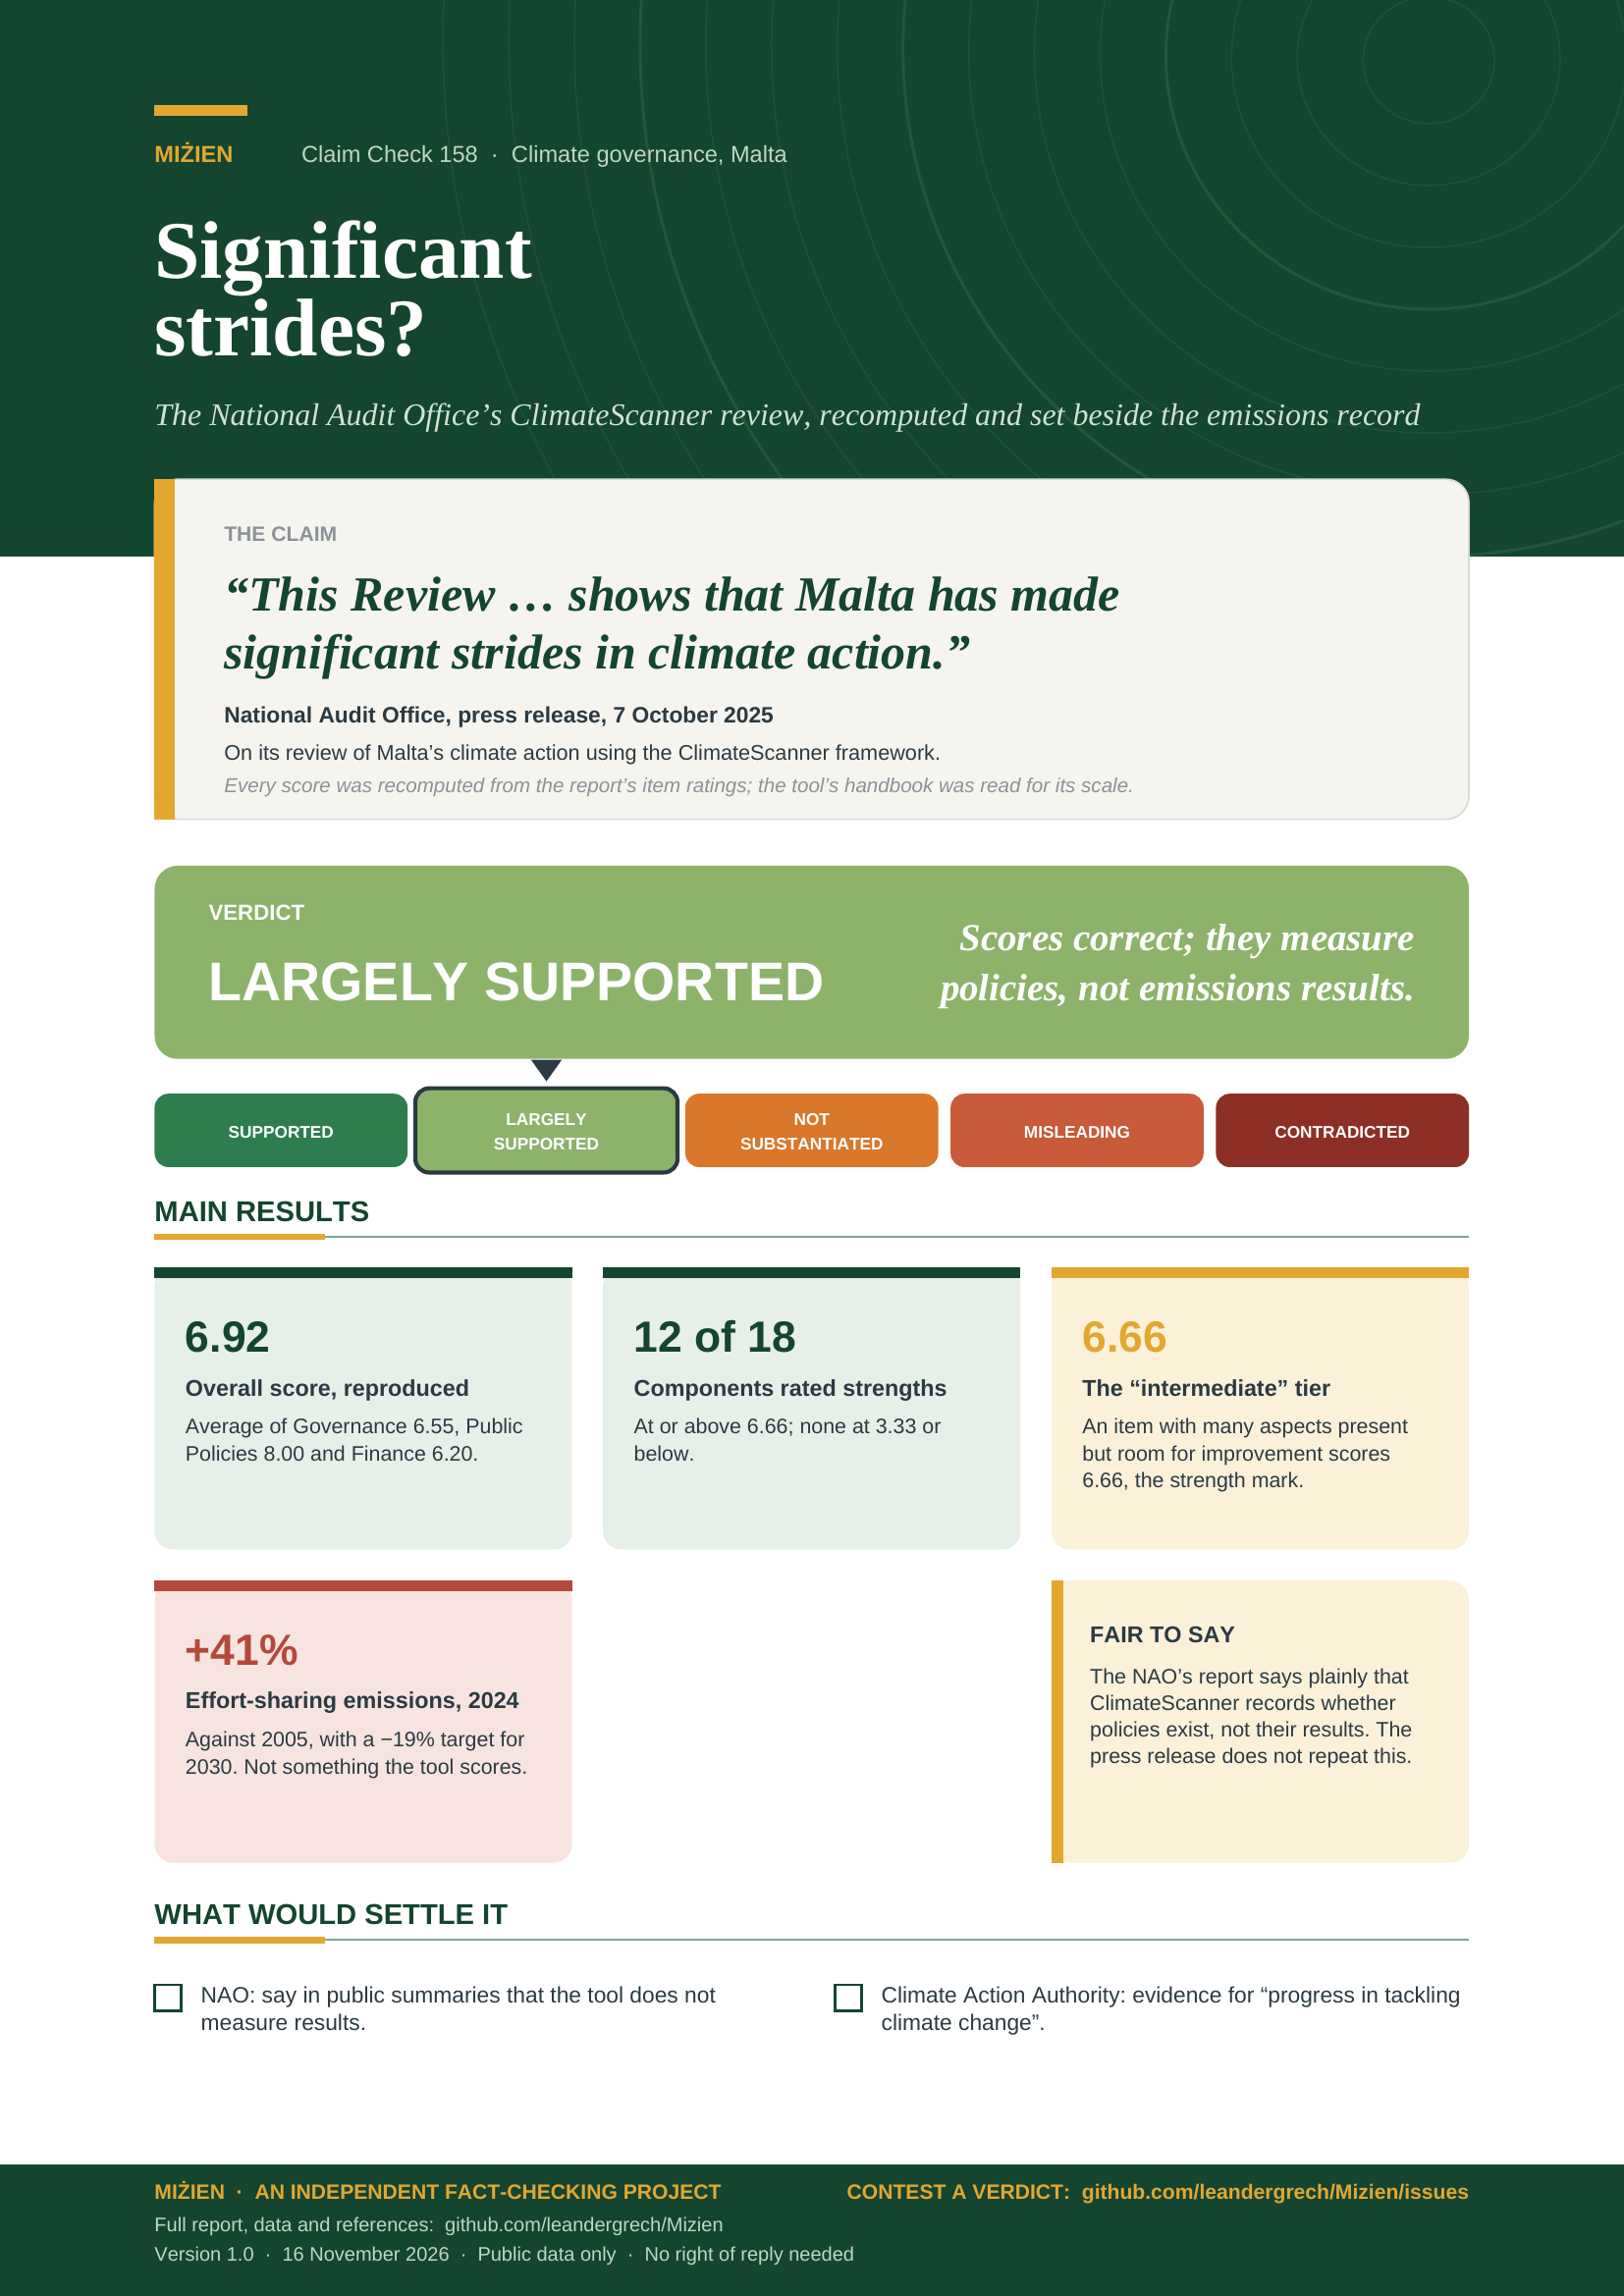 MIŻIEN
Claim Check 158 · Climate governance, Malta
Significant
strides?
The National Audit Office’s ClimateScanner review, recomputed and set beside the emissions record
THE CLAIM
“This Review … shows that Malta has made
significant strides in climate action.”
National Audit Office, press release, 7 October 2025
On its review of Malta’s climate action using the ClimateScanner framework.
Every score was recomputed from the report’s item ratings; the tool’s handbook was read for its scale.
VERDICT
LARGELY SUPPORTED
Scores correct; they measure
policies, not emissions results.
SUPPORTED
LARGELY
SUPPORTED
NOT
SUBSTANTIATED
MISLEADING
CONTRADICTED
MAIN RESULTS
6.92
Overall score, reproduced
Average of Governance 6.55, Public
Policies 8.00 and Finance 6.20.
12 of 18
Components rated strengths
At or above 6.66; none at 3.33 or
below.
6.66
The “intermediate” tier
An item with many aspects present
but room for improvement scores
6.66, the strength mark.
+41%
Effort-sharing emissions, 2024
Against 2005, with a −19% target for
2030. Not something the tool scores.
FAIR TO SAY
The NAO’s report says plainly that
ClimateScanner records whether
policies exist, not their results. The
press release does not repeat this.
WHAT WOULD SETTLE IT
NAO: say in public summaries that the tool does not
measure results.
Climate Action Authority: evidence for “progress in tackling
climate change”.
MIŻIEN · AN INDEPENDENT FACT-CHECKING PROJECT
CONTEST A VERDICT: github.com/leandergrech/Mizien/issues
Full report, data and references: github.com/leandergrech/Mizien
Version 1.0 · 16 November 2026 · Public data only · No right of reply needed